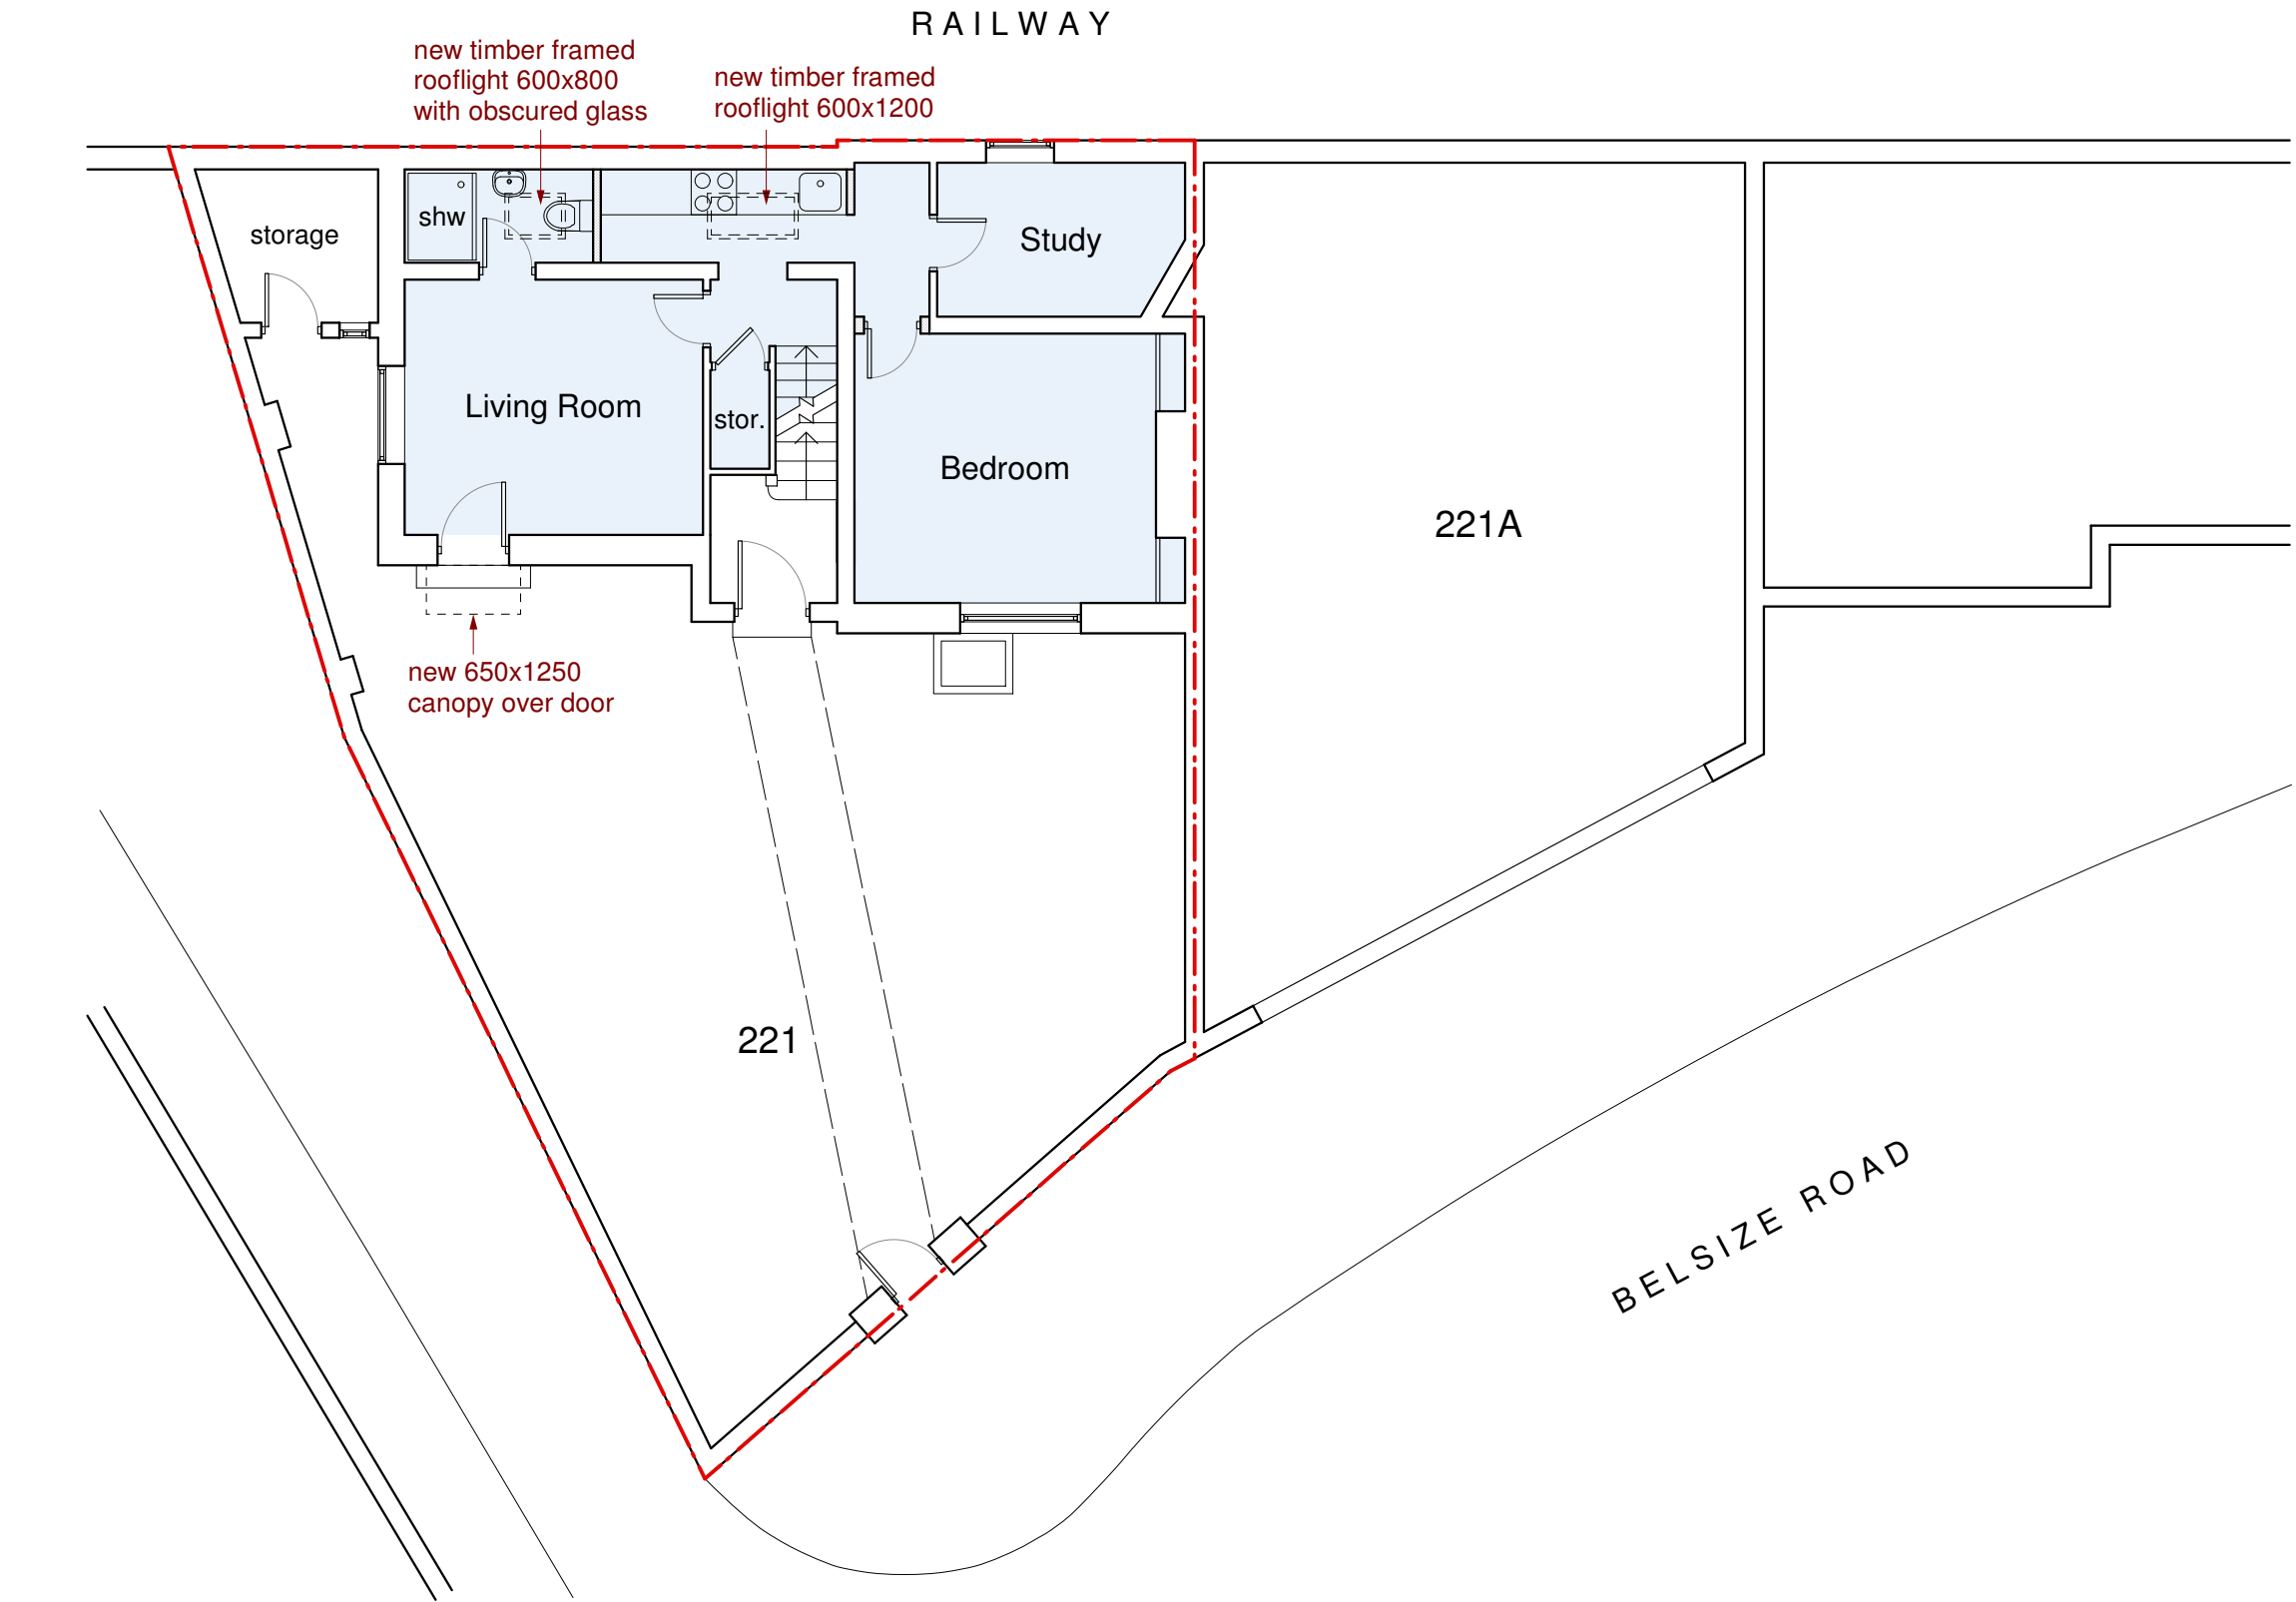 RAILWAY
new timber framed
rooflight 600x800
with obscured glass
new timber framed
rooflight 600x1200
shw
storage
Study
Living Room
stor.
Bedroom
221A
new 650x1250
canopy over door
221
BELSIZE ROAD